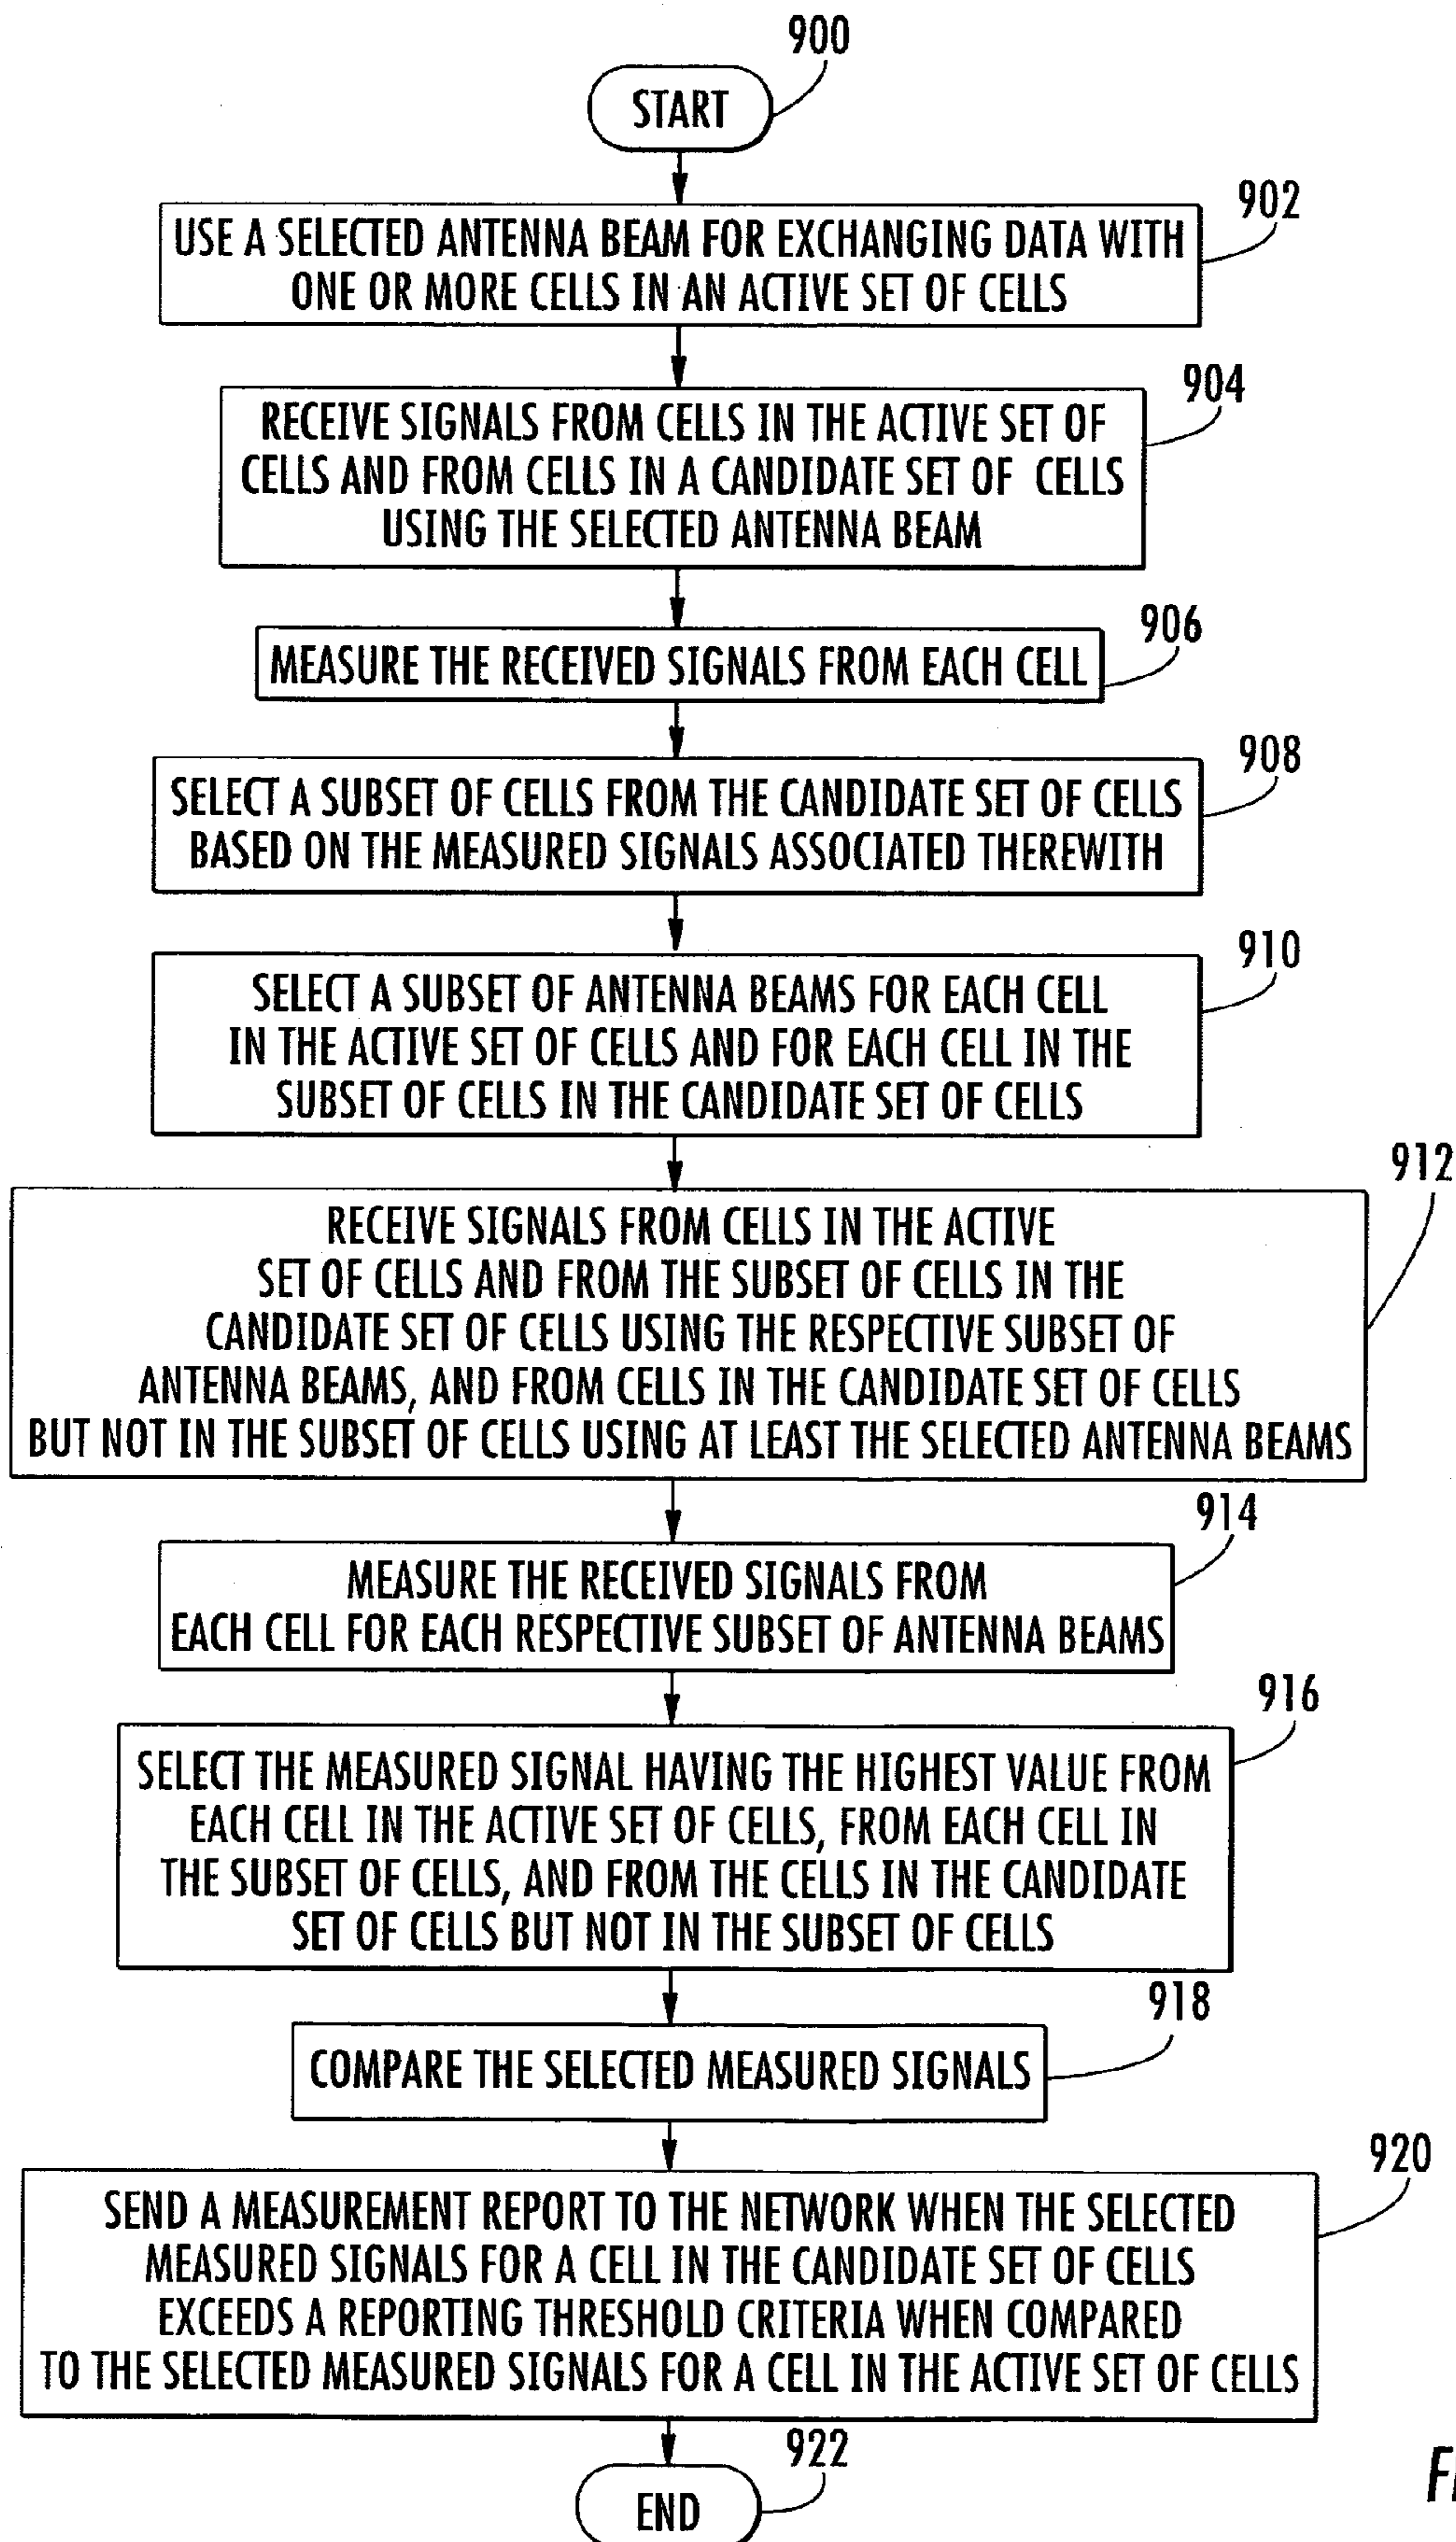 900
START
902
USE A SELECTED ANTENNA BEAM FOR EXCHANGING DATA WITH
ONE OR MORE CELLS IN AN ACTIVE SET OF CELLS
904
RECEIVE SIGNALS FROM CELLS IN THE ACTIVE SET OF
CELLS AND FROM CELLS IN A CANDIDATE SET OF CELLS
USING THE SELECTED ANTENNA BEAM
906
MEASURE THE RECEIVED SIGNALS FROM EACH CELL
908
SELECT A SUBSET OF CELLS FROM THE CANDIDATE SET OF CELLS
BASED ON THE MEASURED SIGNALS ASSOCIATED THEREWITH
910
SELECT A SUBSET OF ANTENNA BEAMS FOR EACH CELL
IN THE ACTIVE SET OF CELLS AND FOR EACH CELL IN THE
SUBSET OF CELLS IN THE CANDIDATE SET OF CELLS
912
RECEIVE SIGNALS FROM CELLS IN THE ACTIVE
SET OF CELLS AND FROM THE SUBSET OF CELLS IN THE
CANDIDATE SET OF CELLS USING THE RESPECTIVE SUBSET OF
ANTENNA BEAMS, AND FROM CELLS IN THE CANDIDATE SET OF CELLS
BUT NOT IN THE SUBSET OF CELLS USING AT LEAST THE SELECTED ANTENNA BEAMS
914
MEASURE THE RECEIVED SIGNALS FROM
EACH CELL FOR EACH RESPECTIVE SUBSET OF ANTENNA BEAMS
916
SELECT THE MEASURED SIGNAL HAVING THE HIGHEST VALUE FROM
EACH CELL IN THE ACTIVE SET OF CELLS, FROM EACH CELL IN
THE SUBSET OF CELLS, AND FROM THE CELLS IN THE CANDIDATE
SET OF CELLS BUT NOT IN THE SUBSET OF CELLS
918
COMPARE THE SELECTED MEASURED SIGNALS
920
SEND A MEASUREMENT REPORT TO THE NETWORK WHEN THE SELECTED
MEASURED SIGNALS FOR A CELL IN THE CANDIDATE SET OF CELLS
EXCEEDS A REPORTING THRESHOLD CRITERIA WHEN COMPARED
TO THE SELECTED MEASURED SIGNALS FOR A CELL IN THE ACTIVE SET OF CELLS
922
END